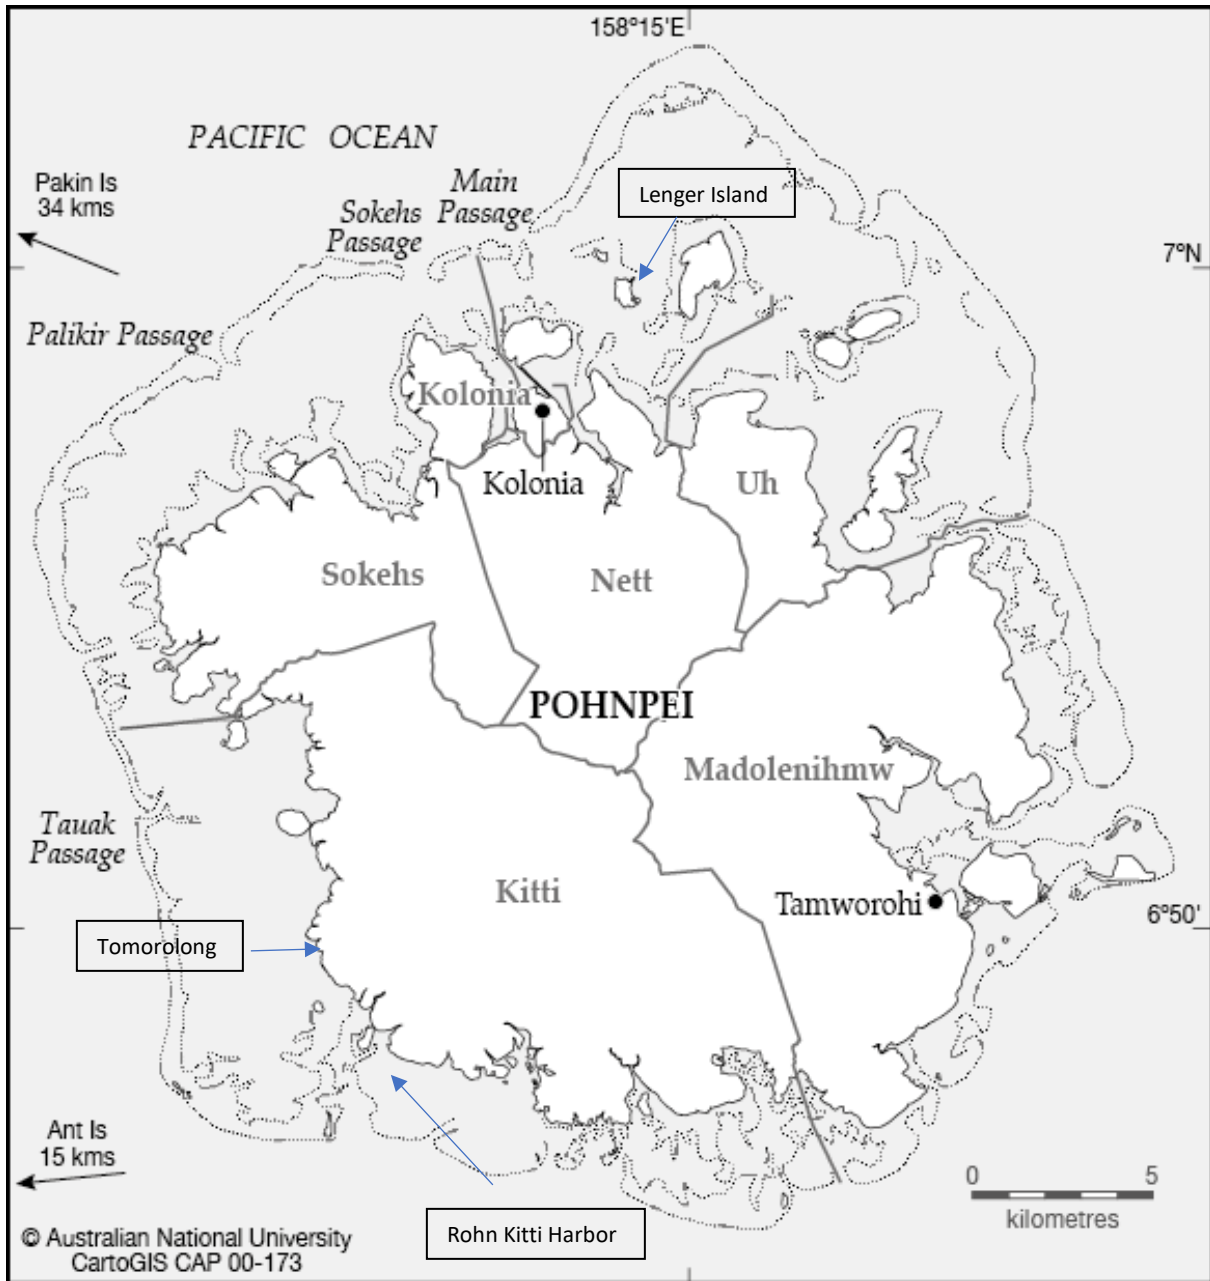 158°15'E
PACIFIC OCEAN
Pakin Is
34 kms
Main
Passage
Sokehs
Passage
Lenger Island
7°N
Palikir Passage
Kolonia
Kolonia
Uh
Sokehs
Nett
POHNPEI
Madolenihmw
Tauak
Passage
Kitti
Tamworohi
6°50'
Tomorolong
Ant Is
15 kms
0 5
kilometres
Rohn Kitti Harbor
© Australian National University
CartoGIS CAP 00-173